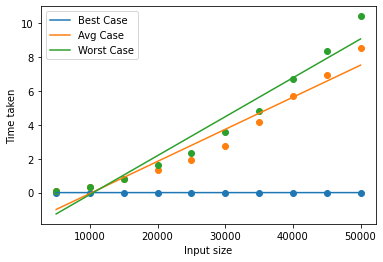 Best Case
Avg Case
Worst Case
10
8
6
4
2
0
Time taken
10000 20000 30000 40000 50000
Input size